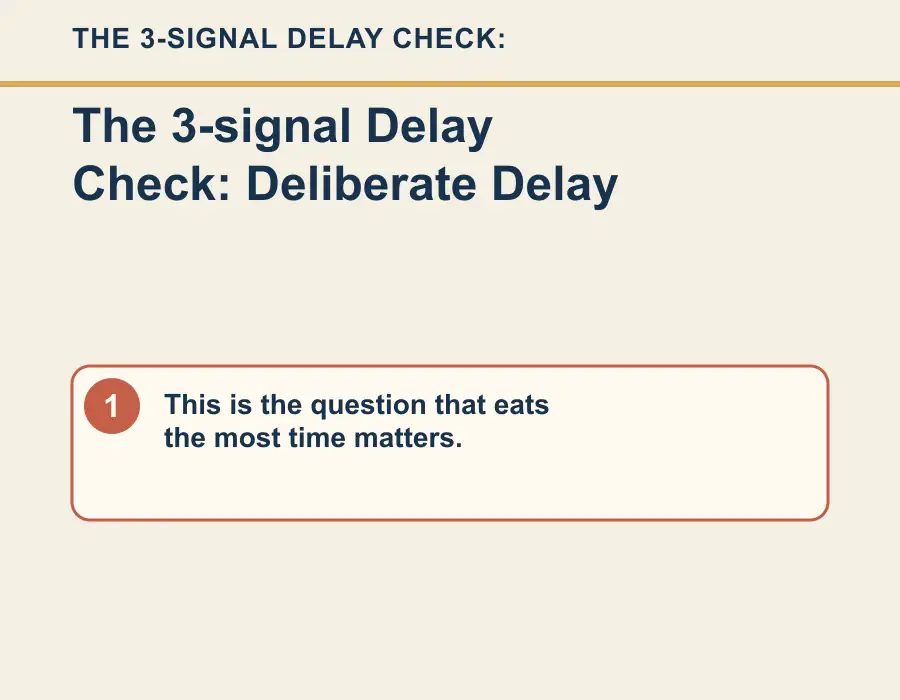 THE 3-SIGNAL DELAY CHECK:
The 3-signal Delay
Check: Deliberate Delay
1
This is the question that eats
the most time matters.